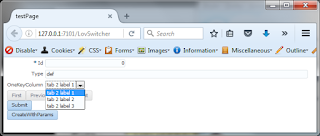 testPage
127.0.0.1:7101/LovSwitcher
Disable Cookies CSS Forms Images Information Miscellaneous Outline
* Id 0
Type def
OneKeyColumn tab 2 label 1
tab 2 label 1
tab 2 label 2
tab 2 label 3
First Previo
Submit
CreateWithParams